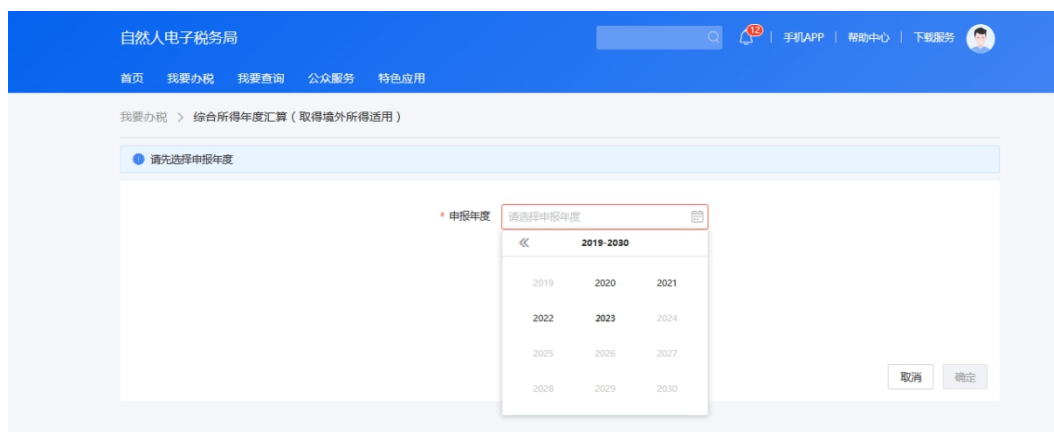 自然人电子税务局
12
手机APP | 帮助中心 | 下载服务
首页 我要办税 我要查询 公众服务 特色应用
我要办税 > 综合所得年度汇算（取得境外所得适用）
请先选择申报年度
* 申报年度 请选择申报年度
2019-2030
2019 2020 2021
2022 2023 2024
2025 2026 2027
2028 2029 2030
取消 确定